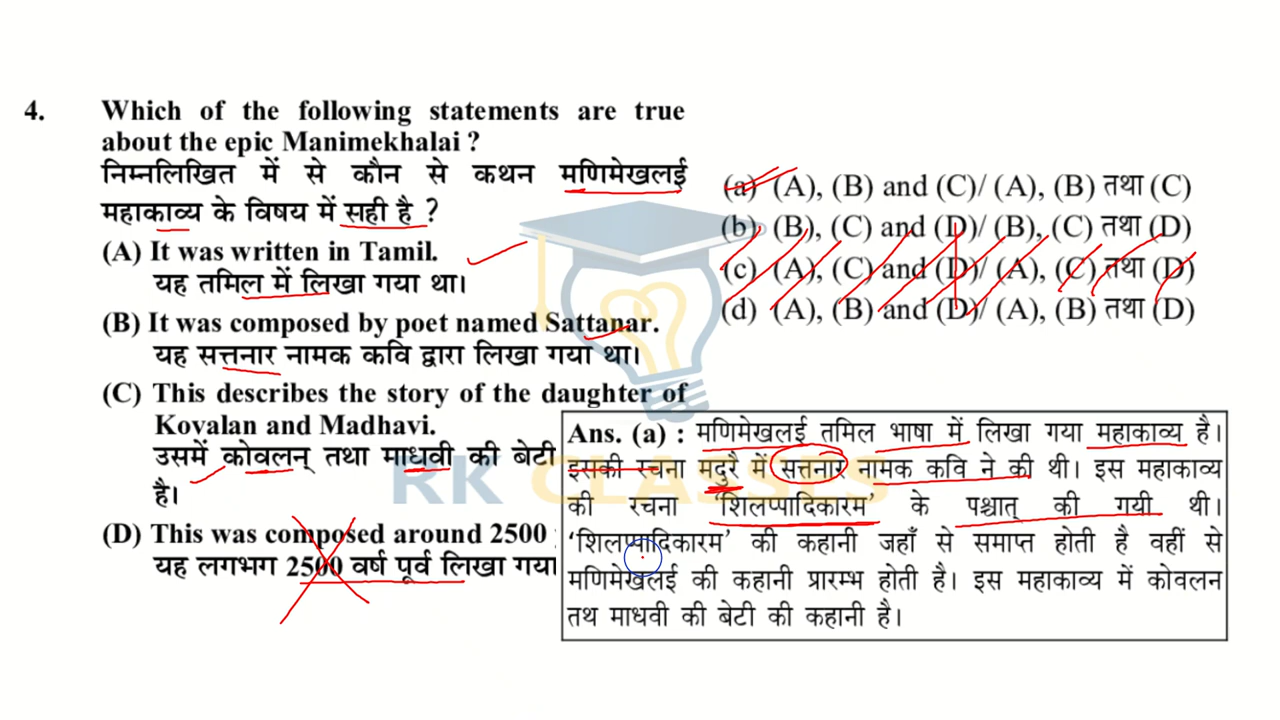 4. Which of the following statements are true
about the epic Manimekhalai ?
निम्नलिखित में से कौन से कथन मणिमेखलई
महाकाव्य के विषय में सही है ?
(A) It was written in Tamil.
यह तमिल में लिखा गया था।
(B) It was composed by poet named Sattanar.
यह सत्तनार नामक कवि द्वारा लिखा गया था।
(C) This describes the story of the daughter of
Kovalan and Madhavi.
उसमें कोवलन् तथा माधवी की बेटी
है।
(D) This was composed around 2500
यह लगभग 2500 वर्ष पूर्व लिखा गया
(a) (A), (B) and (C)/ (A), (B) तथा (C)
(b) (B), (C) and (D)/ (B), (C) तथा (D)
(c) (A), (C) and (D)/ (A), (C) तथा (D)
(d) (A), (B) and (D)/ (A), (B) तथा (D)
Ans. (a) : मणिमेखलई तमिल भाषा में लिखा गया महाकाव्य है।
इसकी रचना मदुरै में सत्तनार नामक कवि ने की थी। इस महाकाव्य
की रचना ‘शिलप्पादिकारम’ के पश्चात् की गयी थी।
‘शिलप्पादिकारम’ की कहानी जहाँ से समाप्त होती है वहीं से
मणिमेखलई की कहानी प्रारम्भ होती है। इस महाकाव्य में कोवलन
तथ माधवी की बेटी की कहानी है।
RK CLASSES